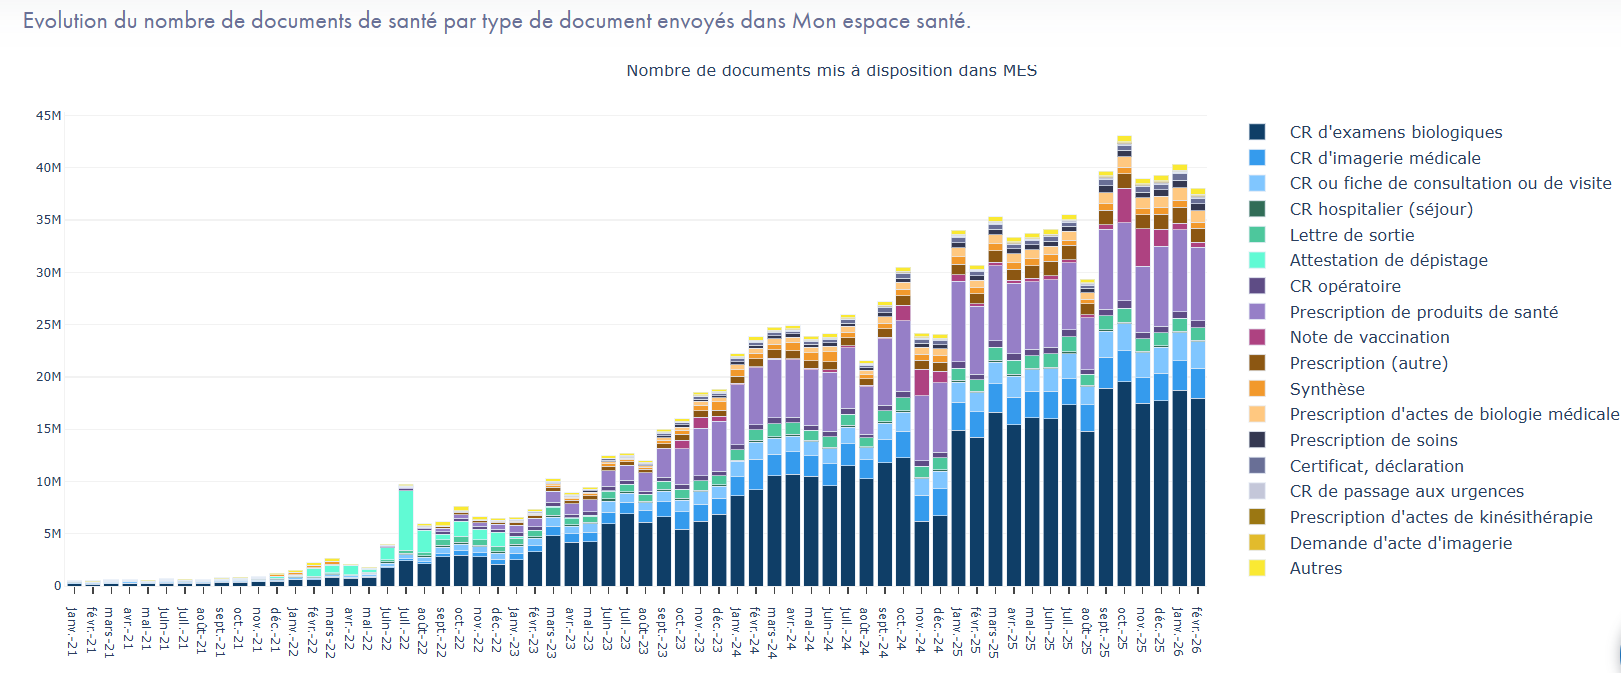 Evolution du nombre de documents de santé par type de document envoyés dans Mon espace santé.
Nombre de documents mis à disposition dans MES
45M
40M
35M
30M
25M
20M
15M
10M
5M
0
janv.-21
févr.-21
mars-21
avr.-21
mai-21
juin-21
juil.-21
août-21
sept.-21
oct.-21
nov.-21
déc.-21
janv.-22
févr.-22
mars-22
avr.-22
mai-22
juin-22
juil.-22
août-22
sept.-22
oct.-22
nov.-22
déc.-22
janv.-23
févr.-23
mars-23
avr.-23
mai-23
juin-23
juil.-23
août-23
sept.-23
oct.-23
nov.-23
déc.-23
janv.-24
févr.-24
mars-24
avr.-24
mai-24
juin-24
juil.-24
août-24
sept.-24
oct.-24
nov.-24
déc.-24
janv.-25
févr.-25
mars-25
avr.-25
mai-25
juin-25
juil.-25
août-25
sept.-25
oct.-25
nov.-25
déc.-25
janv.-26
févr.-26
CR d'examens biologiques
CR d'imagerie médicale
CR ou fiche de consultation ou de visite
CR hospitalier (séjour)
Lettre de sortie
Attestation de dépistage
CR opératoire
Prescription de produits de santé
Note de vaccination
Prescription (autre)
Synthèse
Prescription d'actes de biologie médicale
Prescription de soins
Certificat, déclaration
CR de passage aux urgences
Prescription d'actes de kinésithérapie
Demande d'acte d'imagerie
Autres